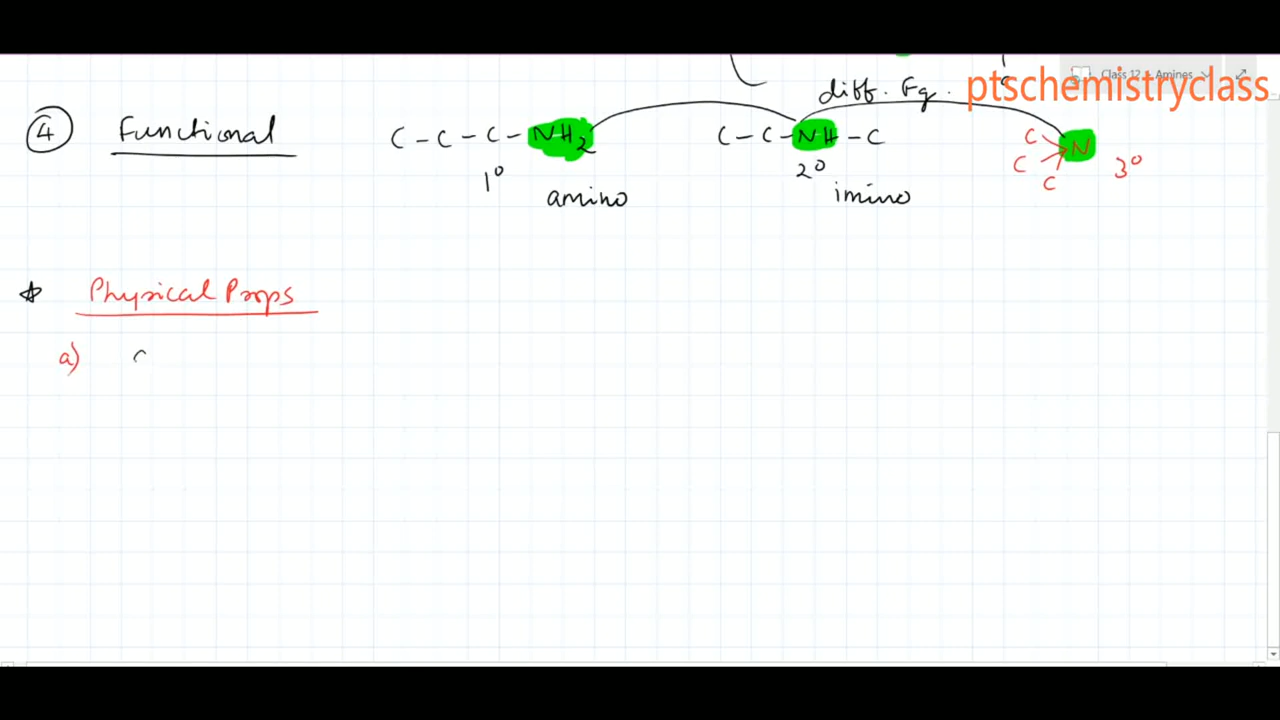 Class 12 - Amines
ptschemistryclass
diff. Fg.
4 Functional C - C - C - NH2 C - C - NH - C C C C N
1° 2° 3°
amino imino
* Physical Props
a)